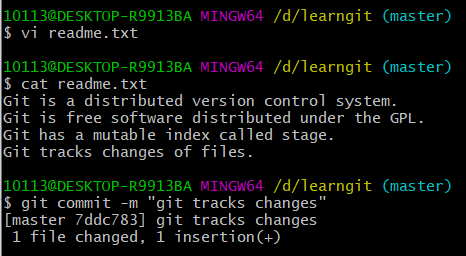 10113@DESKTOP-R9913BA MINGW64 /d/learngit (master)
$ vi readme.txt
10113@DESKTOP-R9913BA MINGW64 /d/learngit (master)
$ cat readme.txt
Git is a distributed version control system.
Git is free software distributed under the GPL.
Git has a mutable index called stage.
Git tracks changes of files.
10113@DESKTOP-R9913BA MINGW64 /d/learngit (master)
$ git commit -m "git tracks changes"
[master 7ddc783] git tracks changes
 1 file changed, 1 insertion(+)